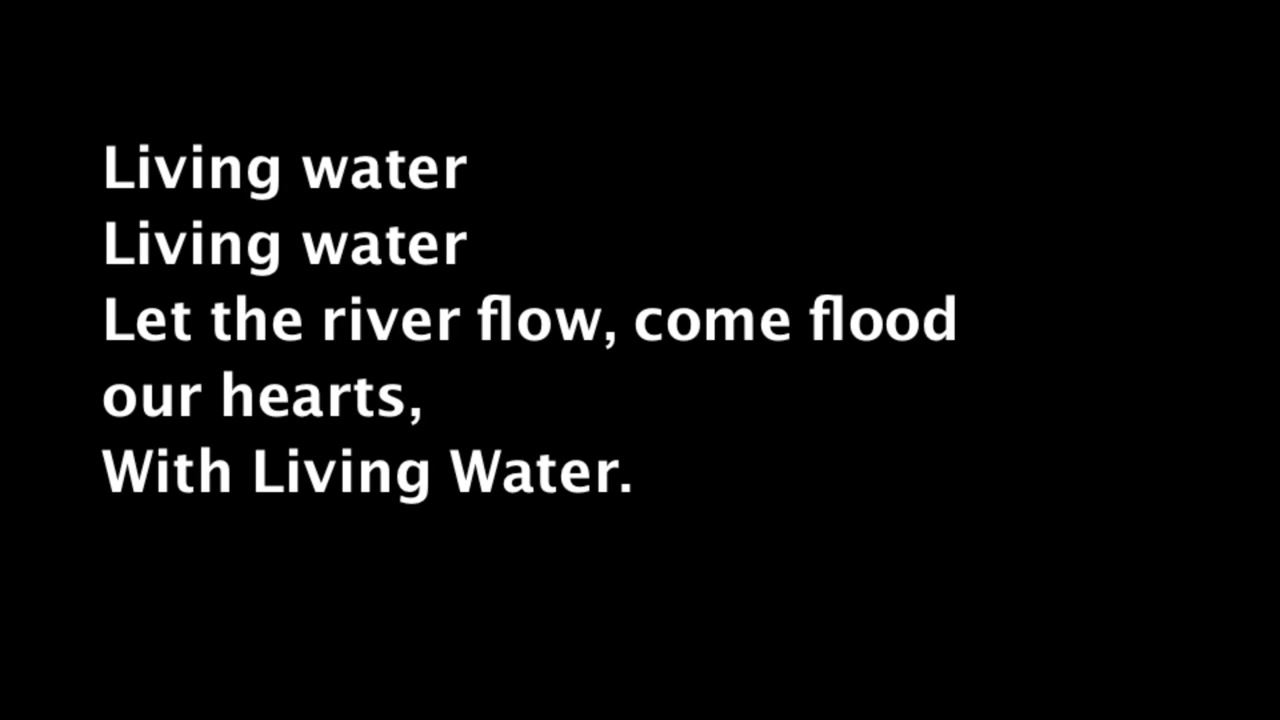 Living water
Living water
Let the river flow, come flood
our hearts,
With Living Water.